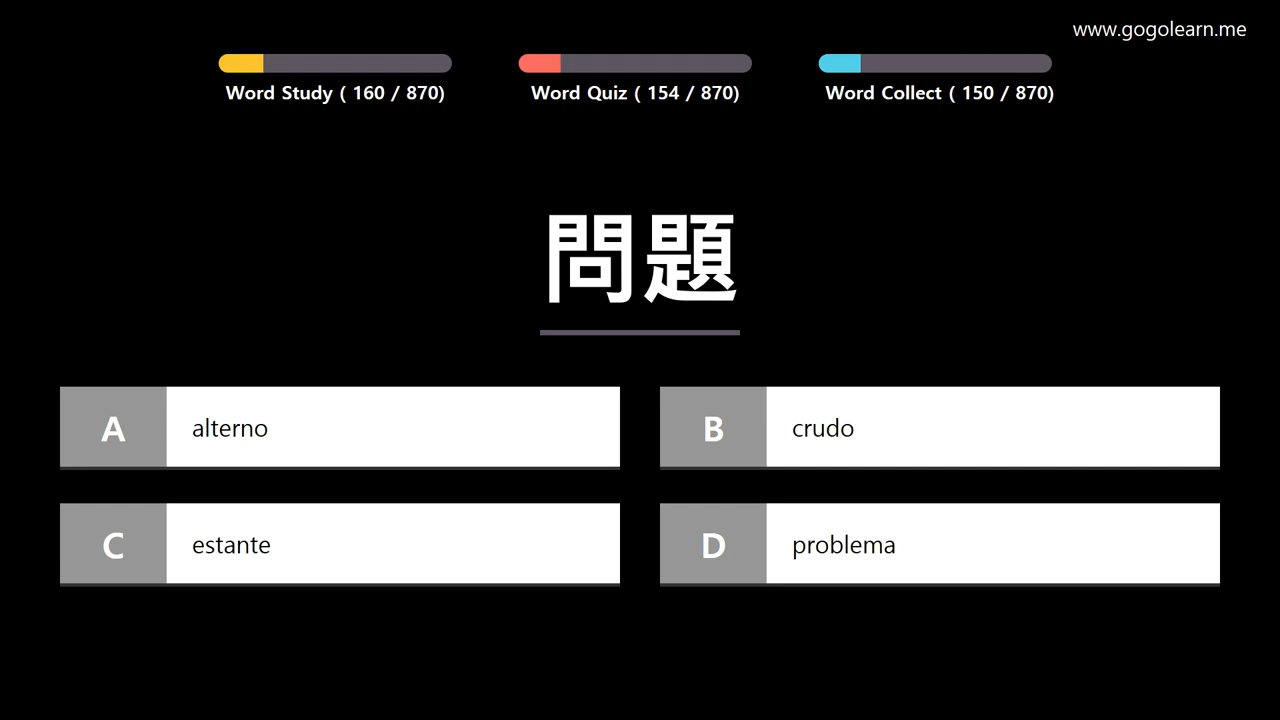 www.gogolearn.me
Word Study ( 160 / 870)
Word Quiz ( 154 / 870)
Word Collect ( 150 / 870)
問題
A
alterno
B
crudo
C
estante
D
problema